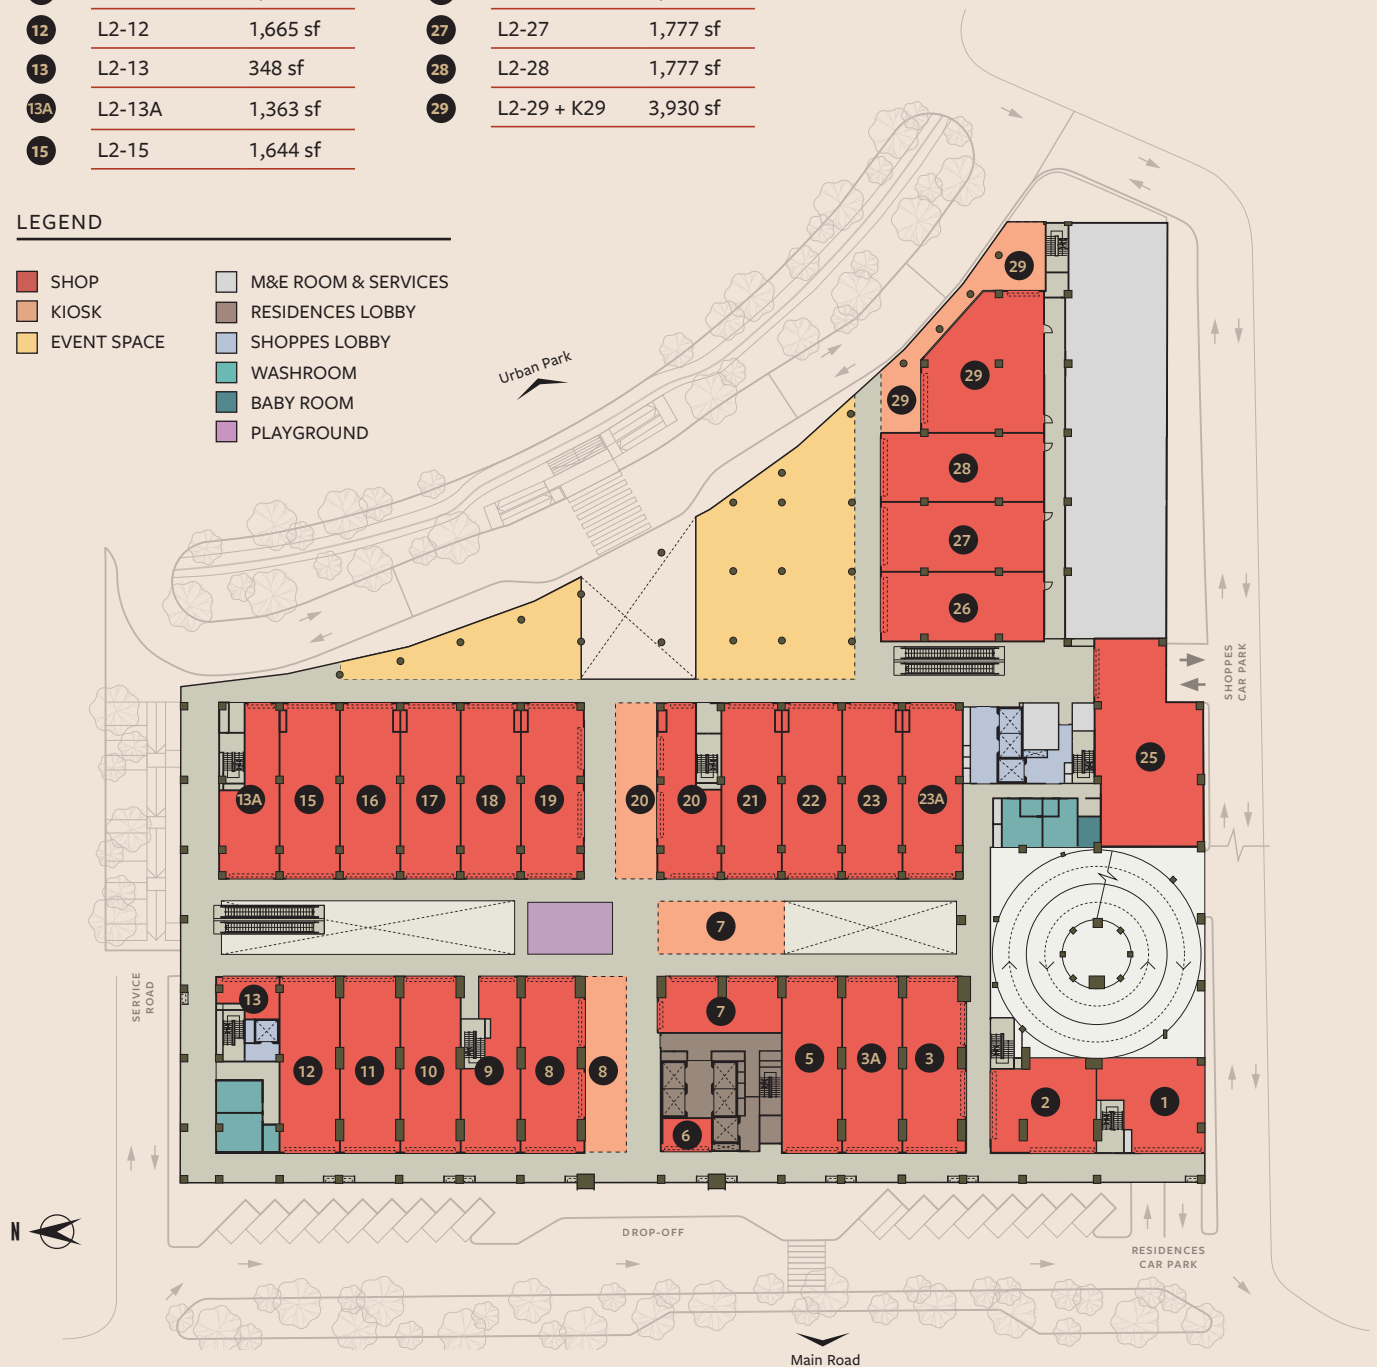 12 L2-12 1,665 sf
13 L2-13 348 sf
13A L2-13A 1,363 sf
15 L2-15 1,644 sf
27 L2-27 1,777 sf
28 L2-28 1,777 sf
29 L2-29 + K29 3,930 sf
LEGEND
SHOP
KIOSK
EVENT SPACE
M&E ROOM & SERVICES
RESIDENCES LOBBY
SHOPPES LOBBY
WASHROOM
BABY ROOM
PLAYGROUND
Urban Park
29
29
29
28
27
26
SHOPPES
CAR PARK
25
13A 15 16 17 18 19 20 20 21 22 23 23A
7
SERVICE
ROAD
13
7
12 11 10 9 8 8
5 3A 3
6
2 1
N
DROP-OFF
RESIDENCES
CAR PARK
Main Road